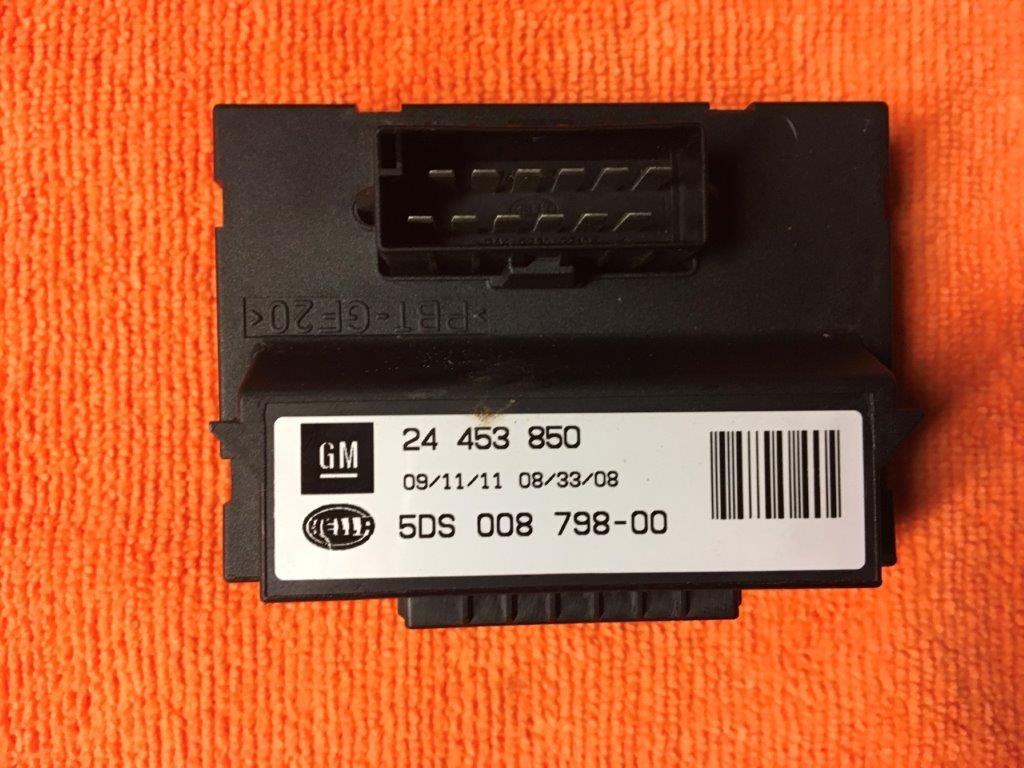 >PBT-GF20<
GM
24 453 850
09/11/11 08/33/08
HELLA
5DS 008 798-00